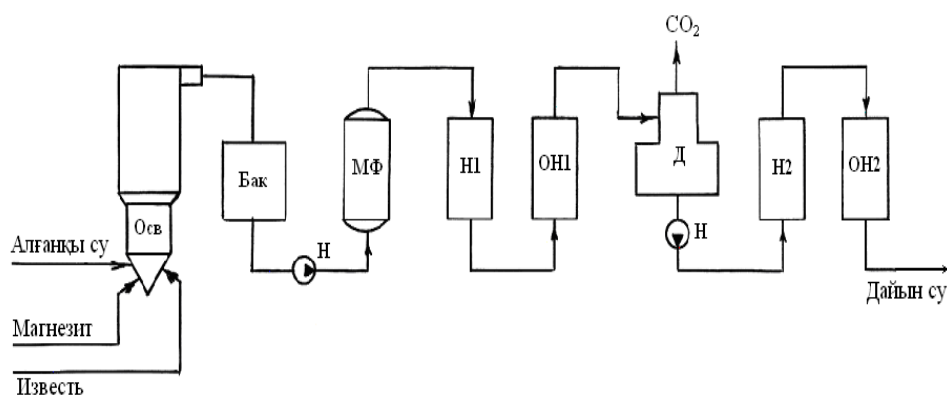 CO₂
Осв
Бак
МФ
Н1
ОН1
Д
Н2
ОН2
Н
Н
Алғанқы су
Магнезит
Известь
Дайын су